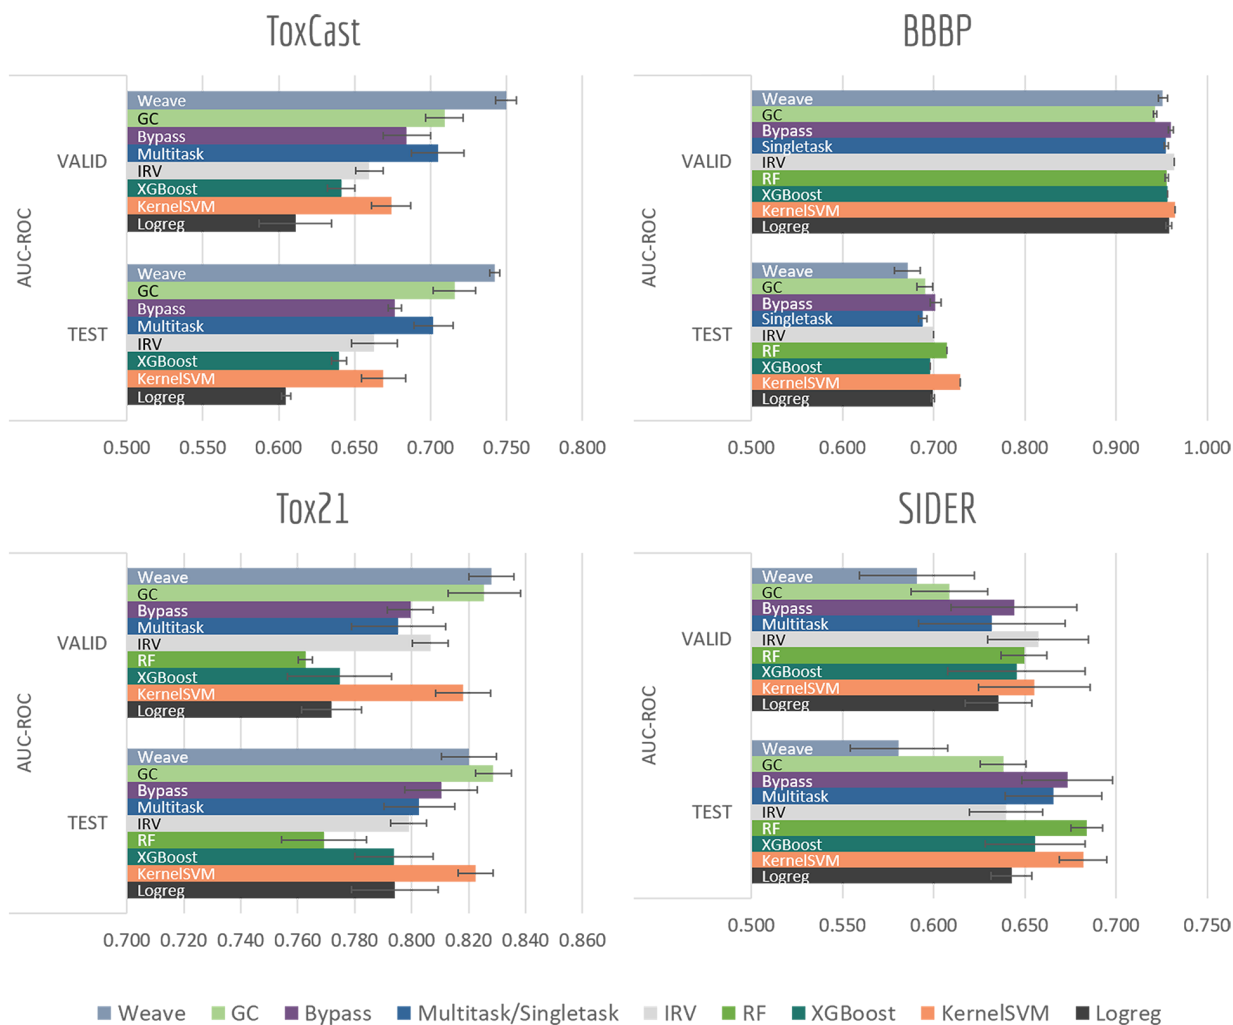 ToxCast
AUC-ROC
VALID
Weave
GC
Bypass
Multitask
IRV
XGBoost
KernelSVM
Logreg
TEST
Weave
GC
Bypass
Multitask
IRV
XGBoost
KernelSVM
Logreg
0.500 0.550 0.600 0.650 0.700 0.750 0.800
BBBP
AUC-ROC
VALID
Weave
GC
Bypass
Singletask
IRV
RF
XGBoost
KernelSVM
Logreg
TEST
Weave
GC
Bypass
Singletask
IRV
RF
XGBoost
KernelSVM
Logreg
0.500 0.600 0.700 0.800 0.900 1.000
Tox21
AUC-ROC
VALID
Weave
GC
Bypass
Multitask
IRV
RF
XGBoost
KernelSVM
Logreg
TEST
Weave
GC
Bypass
Multitask
IRV
RF
XGBoost
KernelSVM
Logreg
0.700 0.720 0.740 0.760 0.780 0.800 0.820 0.840 0.860
SIDER
AUC-ROC
VALID
Weave
GC
Bypass
Multitask
IRV
RF
XGBoost
KernelSVM
Logreg
TEST
Weave
GC
Bypass
Multitask
IRV
RF
XGBoost
KernelSVM
Logreg
0.500 0.550 0.600 0.650 0.700 0.750
Weave GC Bypass Multitask/Singletask IRV RF XGBoost KernelSVM Logreg